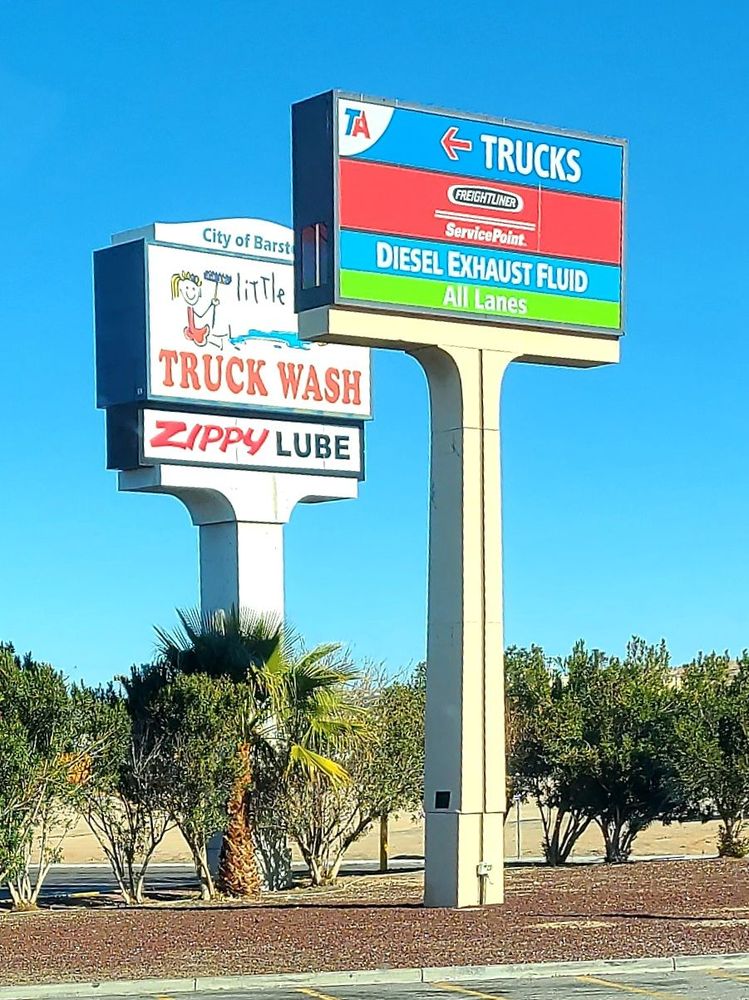 TA
TRUCKS
FREIGHTLINER
ServicePoint.
DIESEL EXHAUST FLUID
All Lanes
City of Barst
little
TRUCK WASH
ZIPPY LUBE